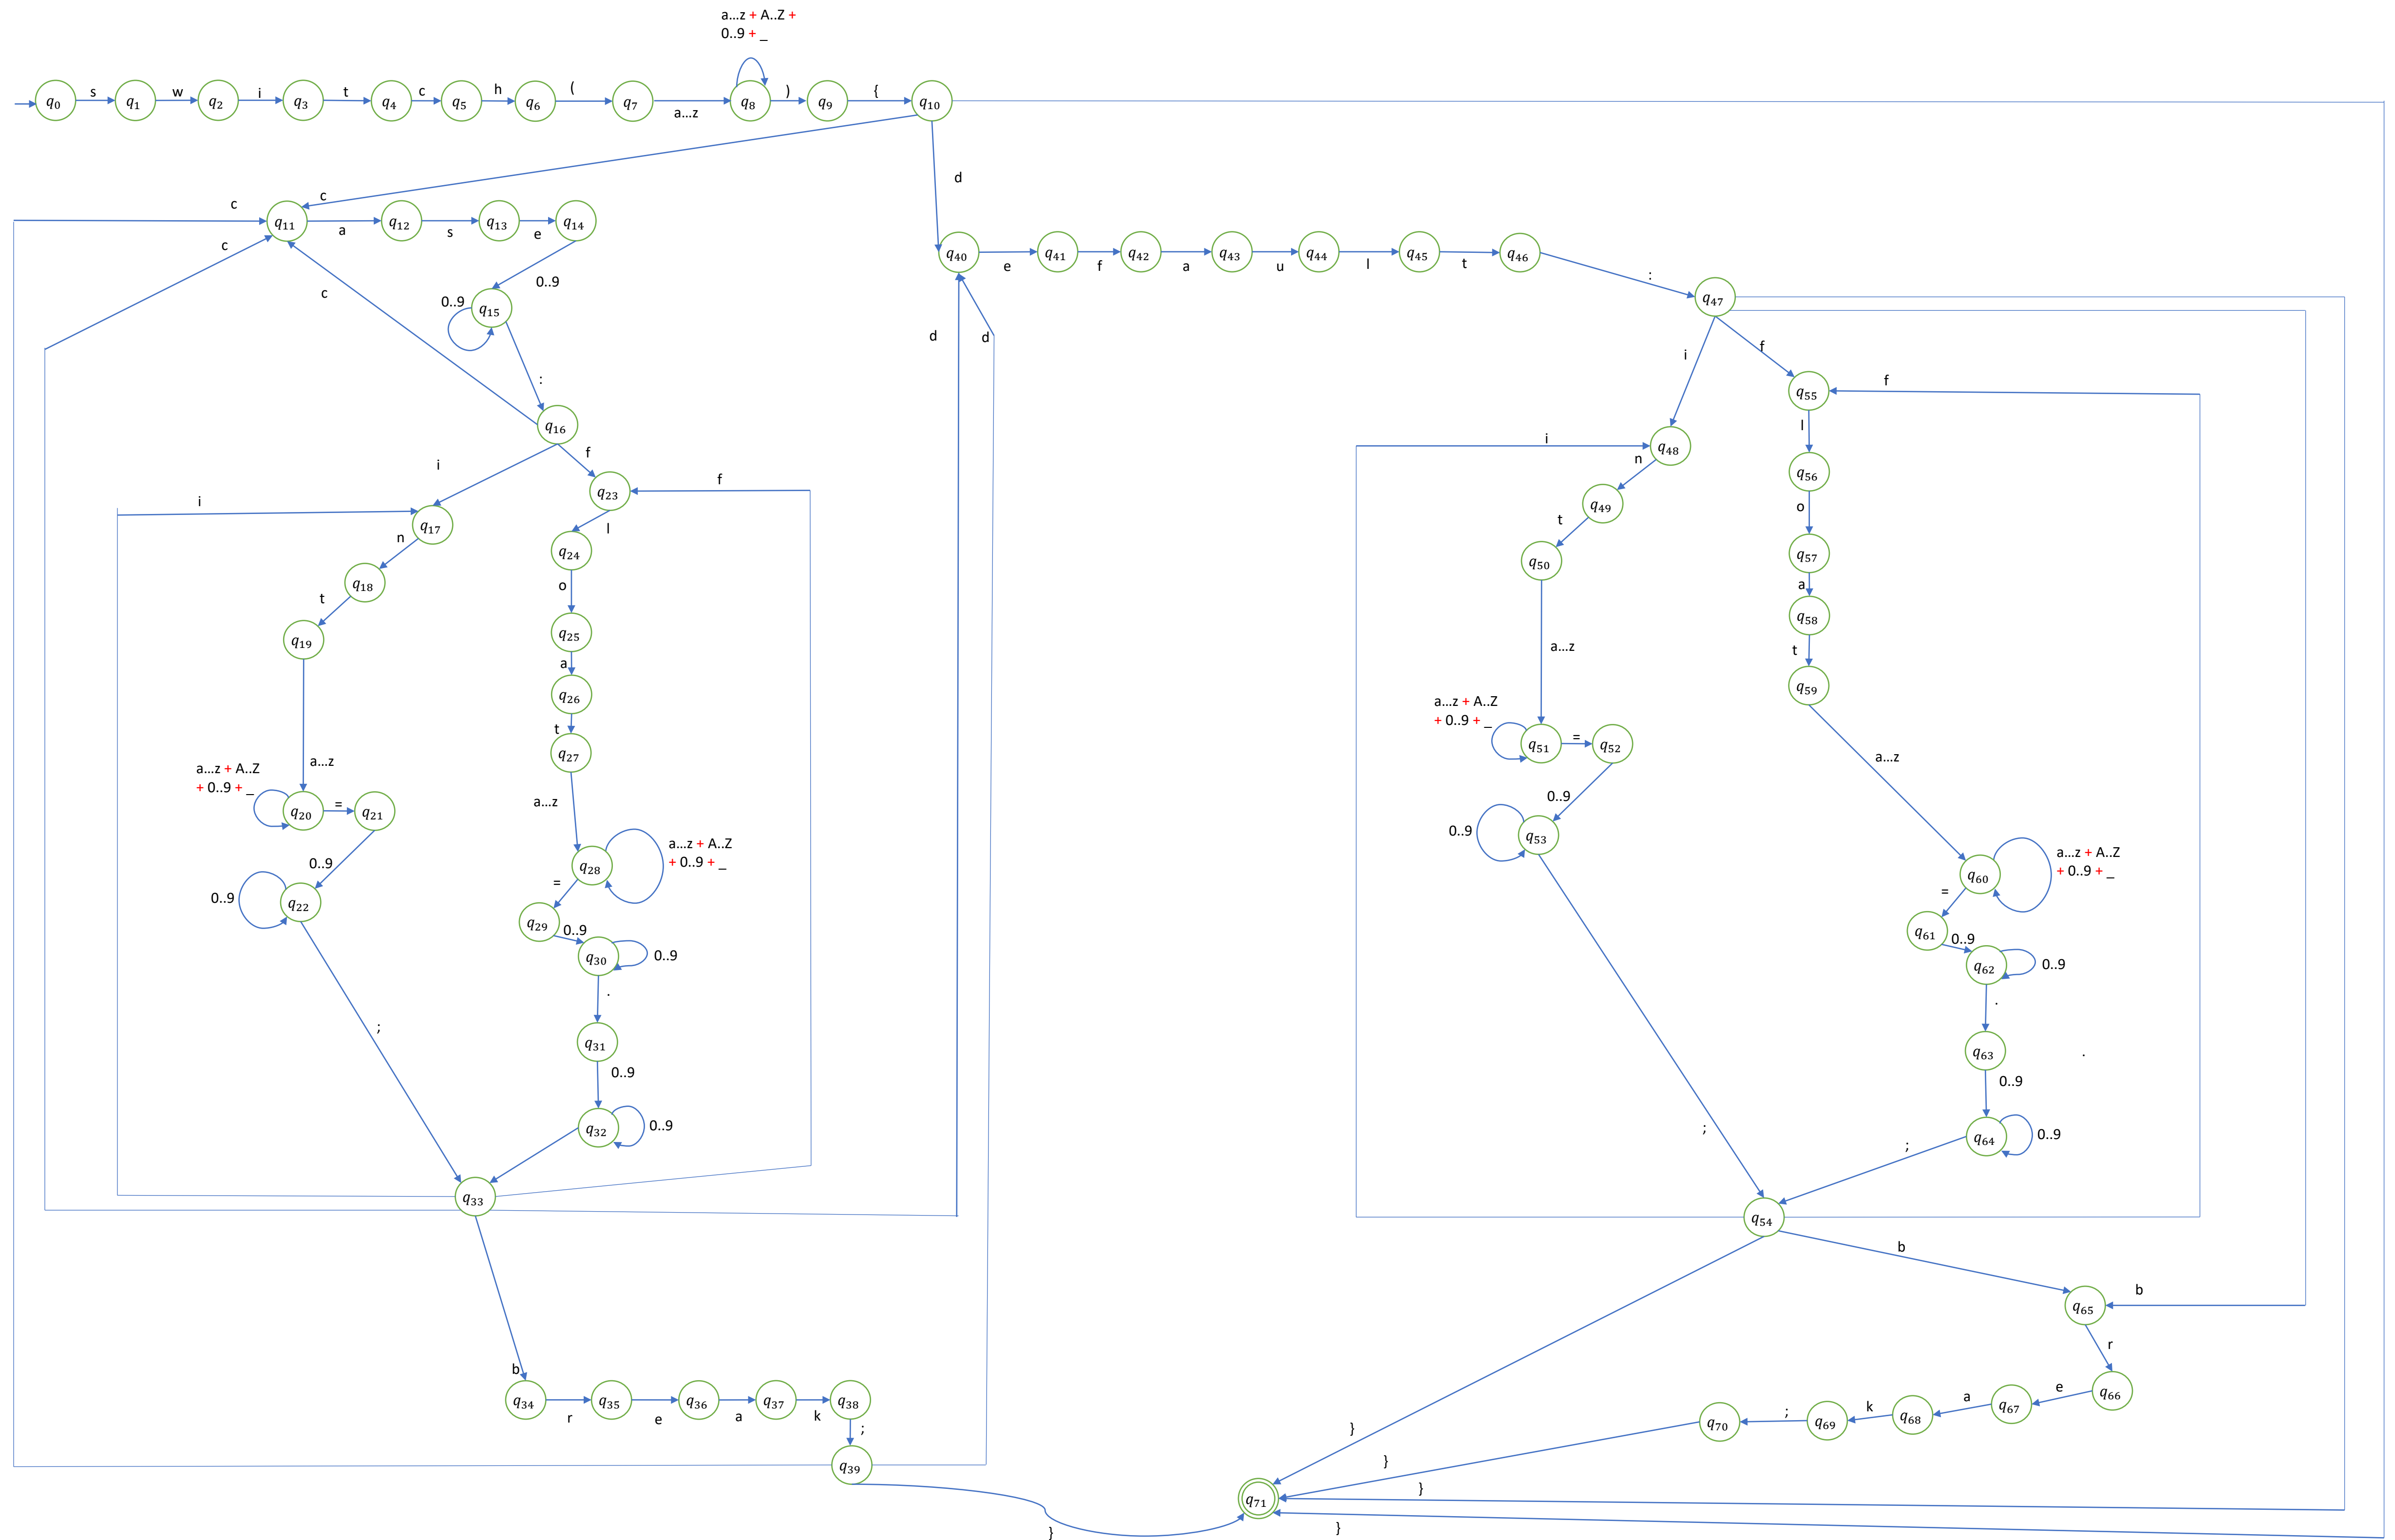 a...z + A..Z +
0..9 + _
q0 s q1 w q2 i q3 t q4 c q5 h q6 ( q7 a...z q8 ) q9 { q10
d
c
c
q11 a q12 s q13 e q14
c
c
0..9
0..9
q15
:
q16
q40 e q41 f q42 a q43 u q44 l q45 t q46
:
q47
d
d
i
f
i
f
q23
f
i
q17
n
q18
t
q19
l
q24
o
q25
a
q26
t
q27
a...z
a...z
a...z + A..Z
+ 0..9 + _
q20 = q21
0..9
0..9
q22
;
q28
a...z + A..Z
+ 0..9 + _
=
q29
0..9
q30
0..9
.
q31
0..9
q32
0..9
q33
b
q34 r q35 e q36 a q37 k q38
;
q39
}
q55
f
i
q48
n
q49
t
q50
l
q56
o
q57
a
q58
t
q59
a...z
a...z
a...z + A..Z
+ 0..9 + _
q51 = q52
0..9
0..9
q53
;
q60
a...z + A..Z
+ 0..9 + _
=
q61
0..9
q62
0..9
.
q63
.
0..9
q64
0..9
;
q54
b
q65
b
r
q66
e
q67
a
q68
k
q69
;
q70
}
}
}
q71
}